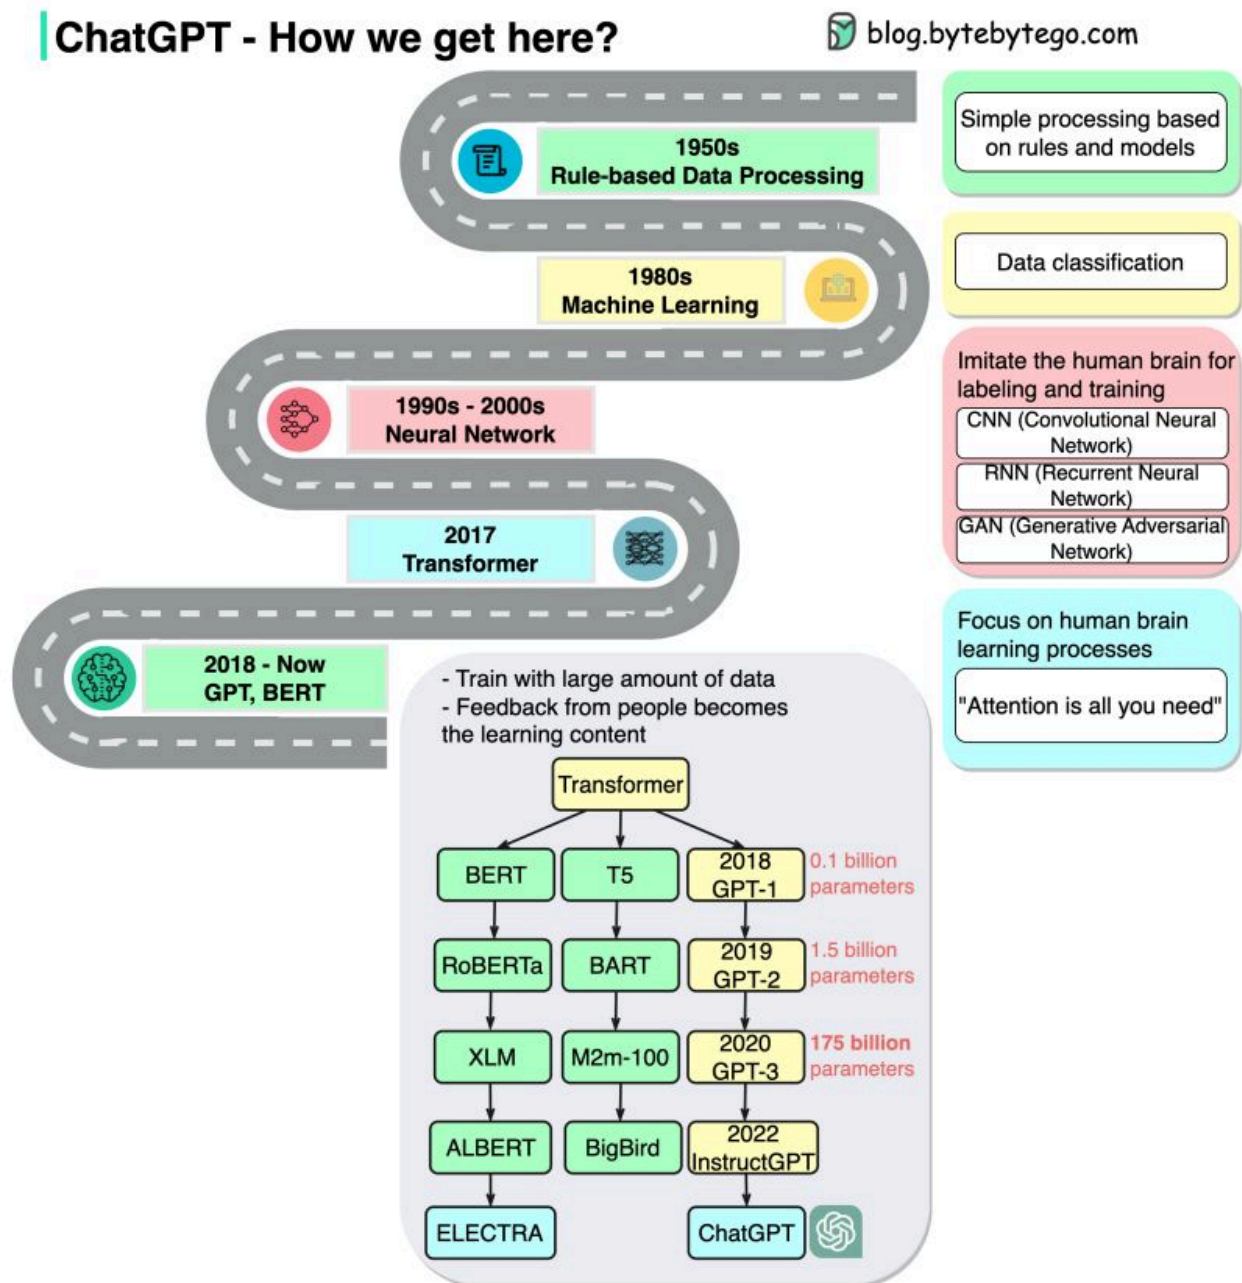 ChatGPT - How we get here?
blog.bytebytego.com
1950s
Rule-based Data Processing
Simple processing based
on rules and models
1980s
Machine Learning
Data classification
1990s - 2000s
Neural Network
Imitate the human brain for
labeling and training
CNN (Convolutional Neural
Network)
RNN (Recurrent Neural
Network)
GAN (Generative Adversarial
Network)
2017
Transformer
Focus on human brain
learning processes
"Attention is all you need"
2018 - Now
GPT, BERT
- Train with large amount of data
- Feedback from people becomes
the learning content
Transformer
BERT
T5
2018
GPT-1
0.1 billion
parameters
RoBERTa
BART
2019
GPT-2
1.5 billion
parameters
XLM
M2m-100
2020
GPT-3
175 billion
parameters
ALBERT
BigBird
2022
InstructGPT
ELECTRA
ChatGPT